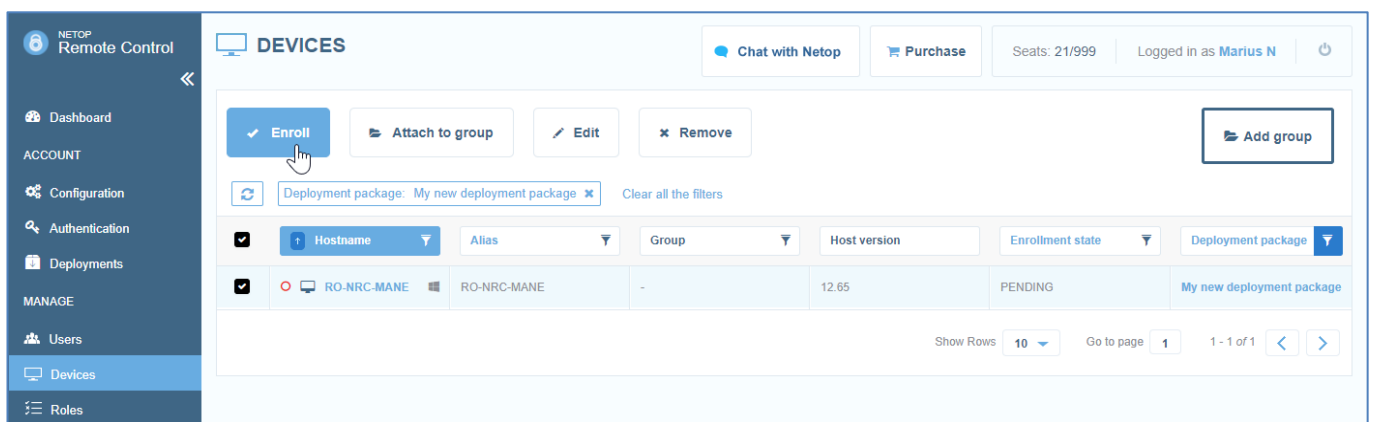 NETOP
Remote Control
DEVICES
Chat with Netop
Purchase
Seats: 21/999
Logged in as Marius N
Dashboard
ACCOUNT
Configuration
Authentication
Deployments
MANAGE
Users
Devices
Roles
Enroll
Attach to group
Edit
Remove
Add group
Deployment package: My new deployment package
Clear all the filters
Hostname
Alias
Group
Host version
Enrollment state
Deployment package
RO-NRC-MANE
RO-NRC-MANE
-
12.65
PENDING
My new deployment package
Show Rows
10
Go to page
1
1 - 1 of 1